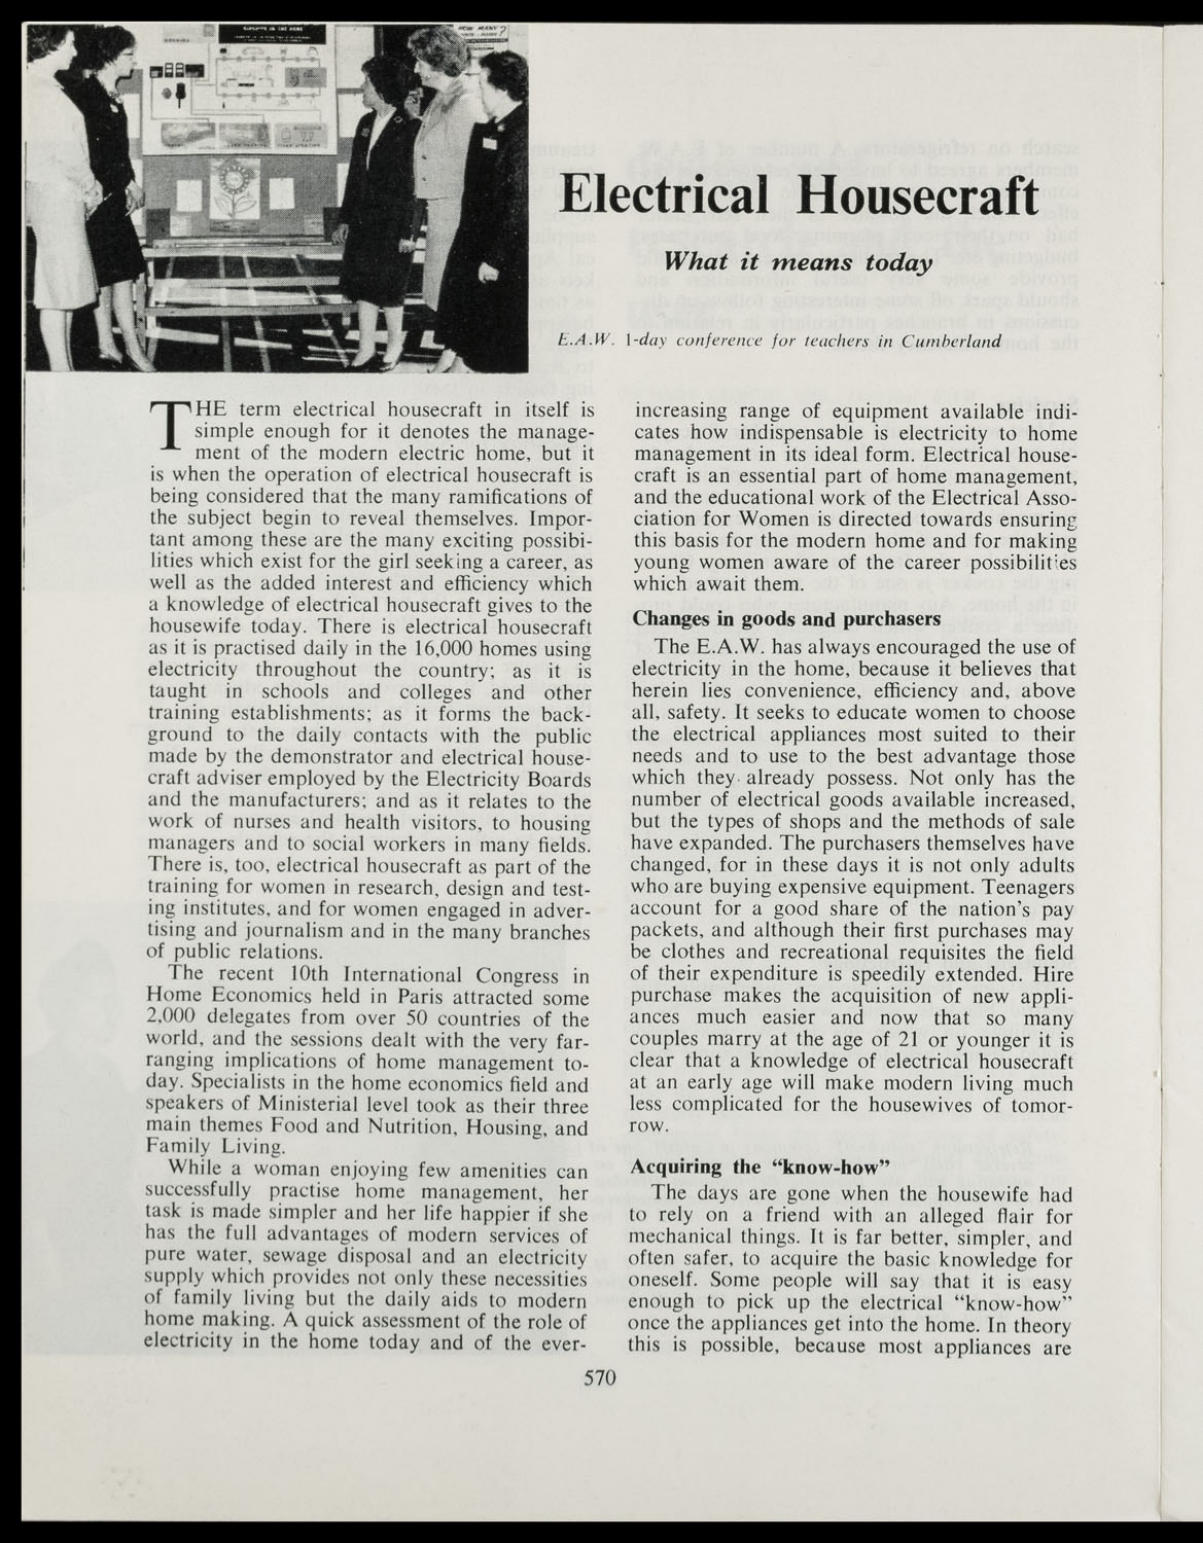 Electrical Housecraft
What it means today
E.A.W. 1-day conference for teachers in Cumberland
THE term electrical housecraft in itself is
simple enough for it denotes the manage-
ment of the modern electric home, but it
is when the operation of electrical housecraft is
being considered that the many ramifications of
the subject begin to reveal themselves. Impor-
tant among these are the many exciting possibi-
lities which exist for the girl seeking a career, as
well as the added interest and efficiency which
a knowledge of electrical housecraft gives to the
housewife today. There is electrical housecraft
as it is practised daily in the 16,000 homes using
electricity throughout the country; as it is
taught in schools and colleges and other
training establishments; as it forms the back-
ground to the daily contacts with the public
made by the demonstrator and electrical house-
craft adviser employed by the Electricity Boards
and the manufacturers; and as it relates to the
work of nurses and health visitors, to housing
managers and to social workers in many fields.
There is, too, electrical housecraft as part of the
training for women in research, design and test-
ing institutes, and for women engaged in adver-
tising and journalism and in the many branches
of public relations.
The recent 10th International Congress in
Home Economics held in Paris attracted some
2,000 delegates from over 50 countries of the
world, and the sessions dealt with the very far-
ranging implications of home management to-
day. Specialists in the home economics field and
speakers of Ministerial level took as their three
main themes Food and Nutrition, Housing, and
Family Living.
While a woman enjoying few amenities can
successfully practise home management, her
task is made simpler and her life happier if she
has the full advantages of modern services of
pure water, sewage disposal and an electricity
supply which provides not only these necessities
of family living but the daily aids to modern
home making. A quick assessment of the role of
electricity in the home today and of the ever-
increasing range of equipment available indi-
cates how indispensable is electricity to home
management in its ideal form. Electrical house-
craft is an essential part of home management,
and the educational work of the Electrical Asso-
ciation for Women is directed towards ensuring
this basis for the modern home and for making
young women aware of the career possibilities
which await them.
Changes in goods and purchasers
The E.A.W. has always encouraged the use of
electricity in the home, because it believes that
herein lies convenience, efficiency and, above
all, safety. It seeks to educate women to choose
the electrical appliances most suited to their
needs and to use to the best advantage those
which they already possess. Not only has the
number of electrical goods available increased,
but the types of shops and the methods of sale
have expanded. The purchasers themselves have
changed, for in these days it is not only adults
who are buying expensive equipment. Teenagers
account for a good share of the nation's pay
packets, and although their first purchases may
be clothes and recreational requisites the field
of their expenditure is speedily extended. Hire
purchase makes the acquisition of new appli-
ances much easier and now that so many
couples marry at the age of 21 or younger it is
clear that a knowledge of electrical housecraft
at an early age will make modern living much
less complicated for the housewives of tomor-
row.
Acquiring the “know-how”
The days are gone when the housewife had
to rely on a friend with an alleged flair for
mechanical things. It is far better, simpler, and
often safer, to acquire the basic knowledge for
oneself. Some people will say that it is easy
enough to pick up the electrical “know-how”
once the appliances get into the home. In theory
this is possible, because most appliances are
570